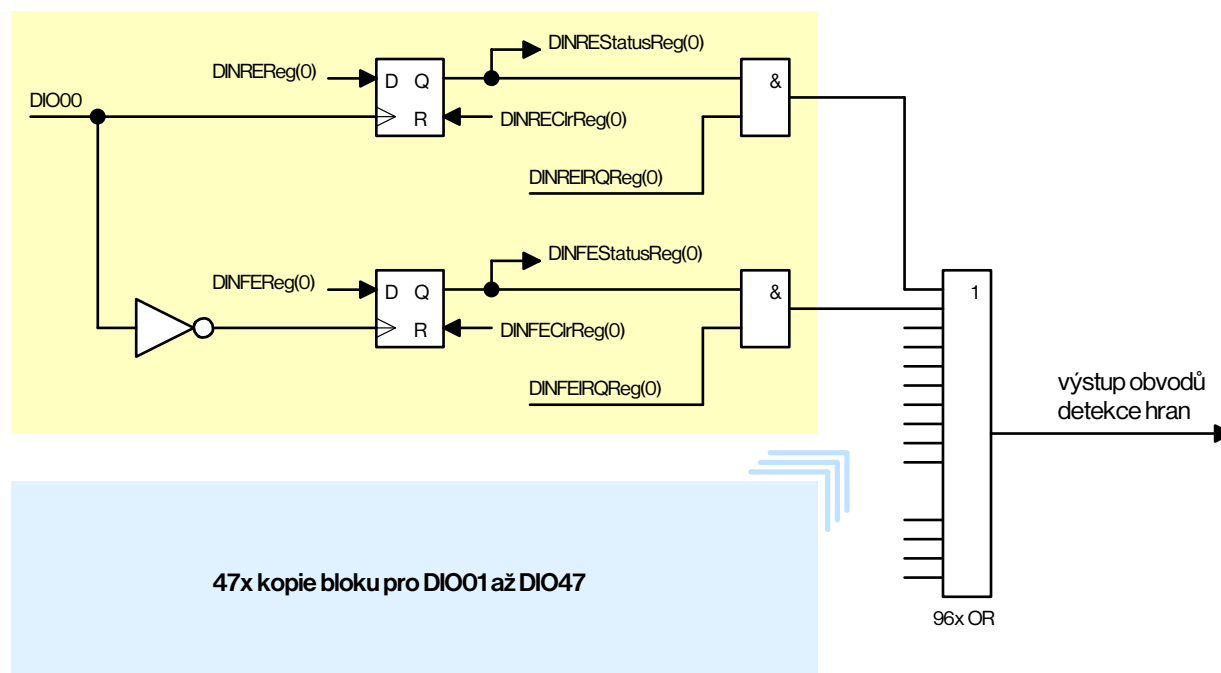 DINREStatusReg(0)
DINREReg(0)
D Q
&
DIO00
R
DINREClrReg(0)
DINREIRQReg(0)
DINFEStatusReg(0)
DINFEReg(0)
D Q
&
1
R
DINFEClrReg(0)
DINFEIRQReg(0)
výstup obvodů
detekce hran
47x kopie bloku pro DIO01 až DIO47
96x OR